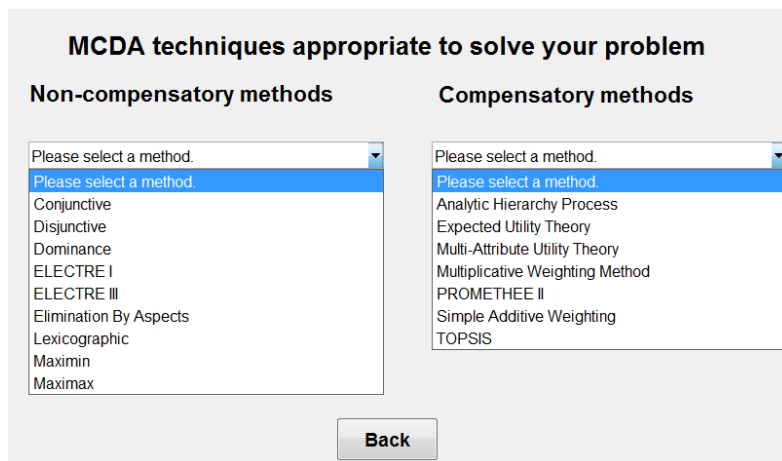 MCDA techniques appropriate to solve your problem
Non-compensatory methods
Please select a method.
Please select a method.
Conjunctive
Disjunctive
Dominance
ELECTRE I
ELECTRE III
Elimination By Aspects
Lexicographic
Maximin
Maximax
Compensatory methods
Please select a method.
Please select a method.
Analytic Hierarchy Process
Expected Utility Theory
Multi-Attribute Utility Theory
Multiplicative Weighting Method
PROMETHEE II
Simple Additive Weighting
TOPSIS
Back